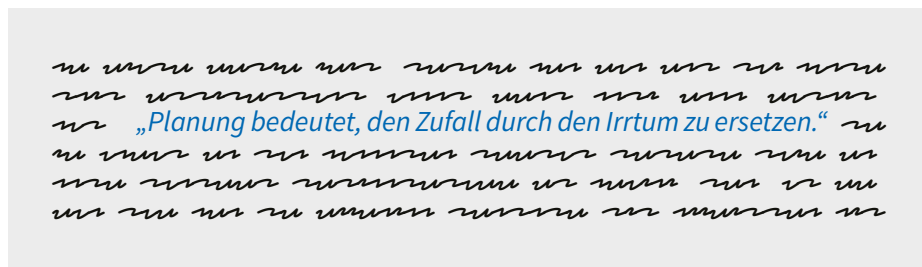 „Planung bedeutet, den Zufall durch den Irrtum zu ersetzen.“